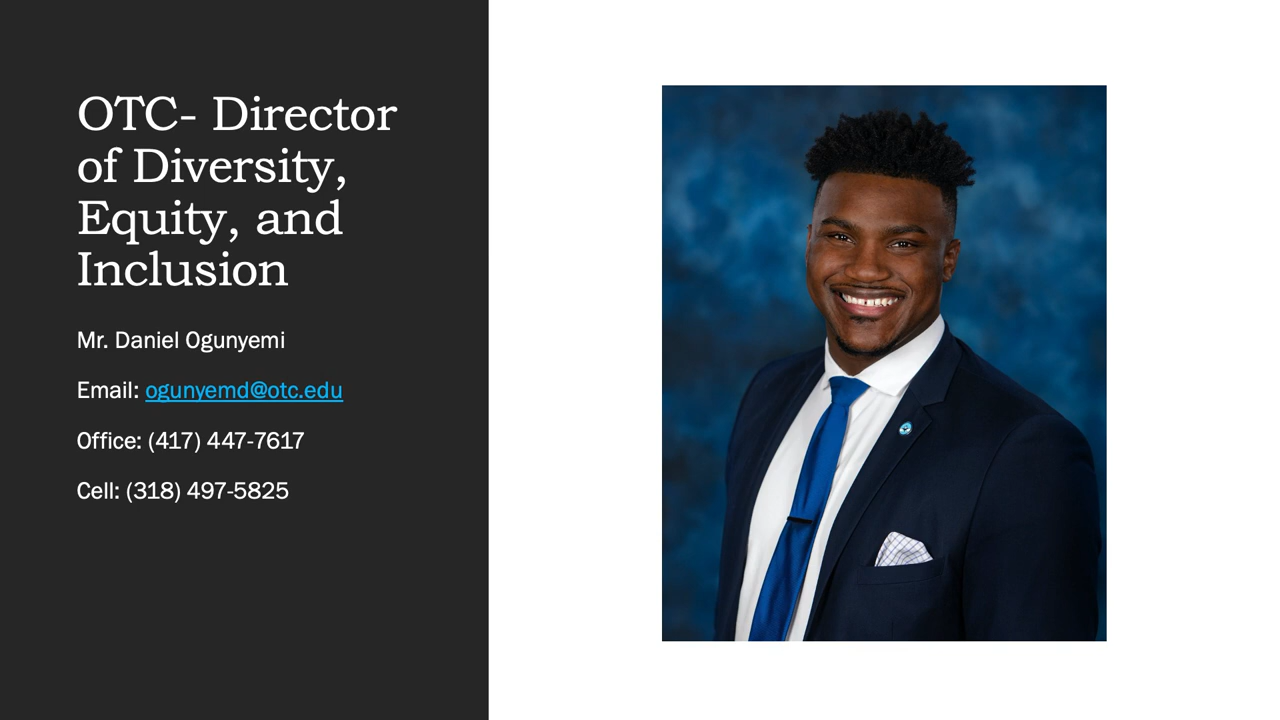 OTC- Director
of Diversity,
Equity, and
Inclusion
Mr. Daniel Ogunyemi
Email: ogunyemd@otc.edu
Office: (417) 447-7617
Cell: (318) 497-5825